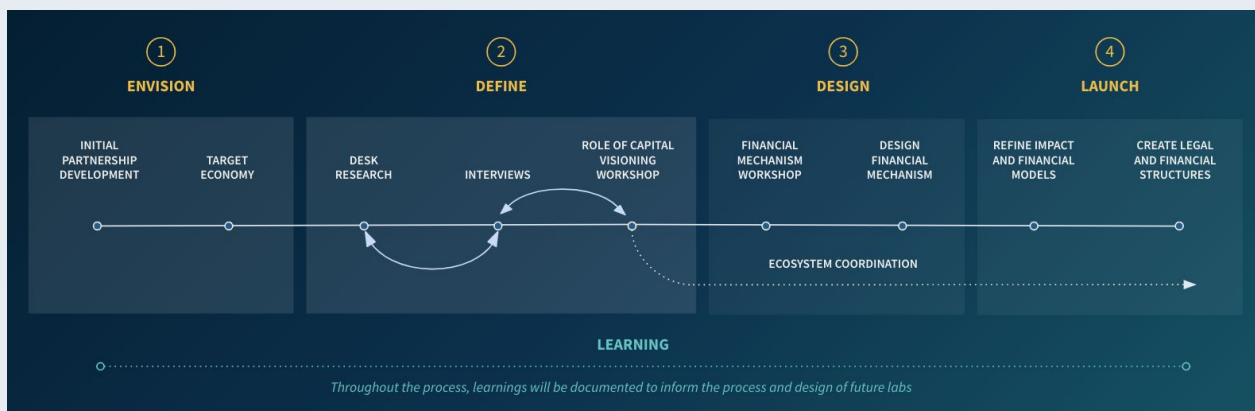 1
ENVISION
2
DEFINE
3
DESIGN
4
LAUNCH
INITIAL
PARTNERSHIP
DEVELOPMENT
TARGET
ECONOMY
DESK
RESEARCH
INTERVIEWS
ROLE OF CAPITAL
VISIONING
WORKSHOP
FINANCIAL
MECHANISM
WORKSHOP
DESIGN
FINANCIAL
MECHANISM
REFINE IMPACT
AND FINANCIAL
MODELS
CREATE LEGAL
AND FINANCIAL
STRUCTURES
ECOSYSTEM COORDINATION
LEARNING
Throughout the process, learnings will be documented to inform the process and design of future labs